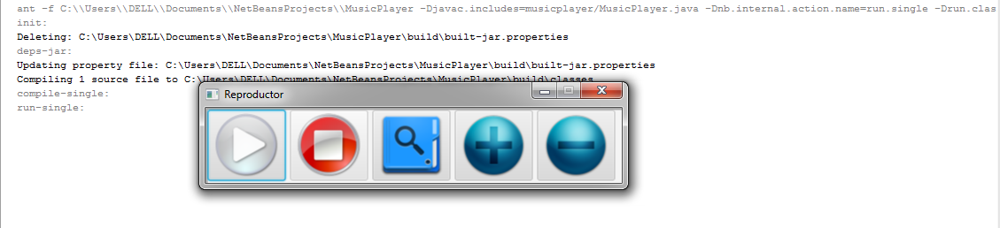 ant -f C:\\Users\\DELL\\Documents\\NetBeansProjects\\MusicPlayer -Djavac.includes=musicplayer/MusicPlayer.java -Dnb.internal.action.name=run.single -Drun.clas
init:
Deleting: C:\Users\DELL\Documents\NetBeansProjects\MusicPlayer\build\built-jar.properties
deps-jar:
Updating property file: C:\Users\DELL\Documents\NetBeansProjects\MusicPlayer\build\built-jar.properties
Compiling 1 source file to C:\Users\DELL\Documents\NetBeansProjects\MusicPlayer\build\classes
compile-single:
run-single:
Reproductor